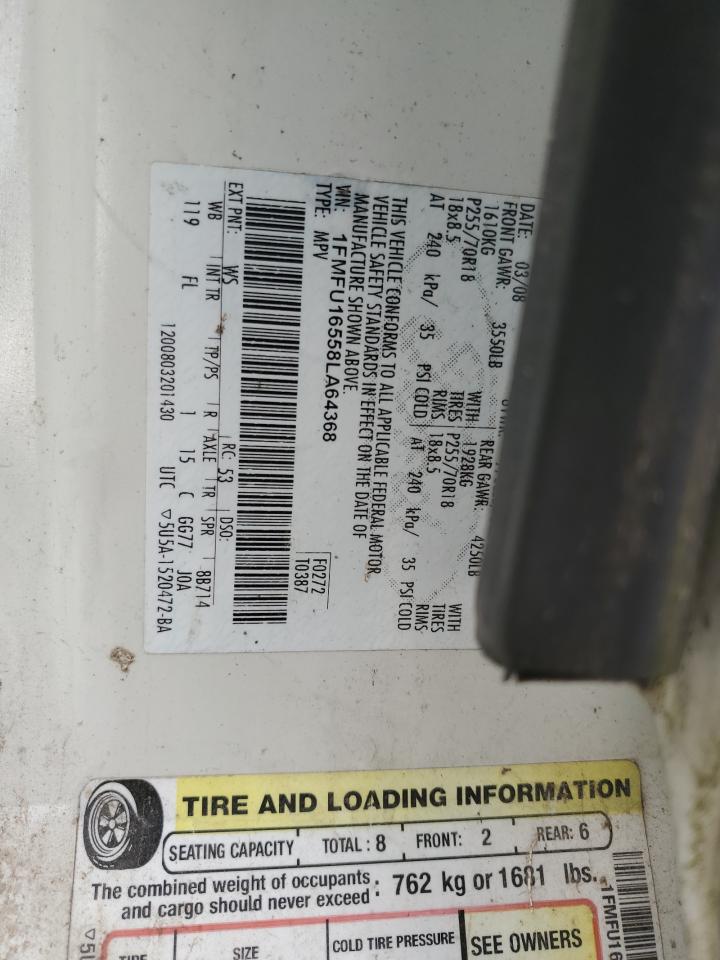 DATE: 03/08
FRONT GAWR: 3550LB REAR GAWR: 4250LB
1610KG WITH 1928KG WITH
P255/70R18 TIRES P255/70R18 TIRES
18x8.5 RIMS 18x8.5 RIMS
AT 240 kPa/ 35 PSI COLD AT 240 kPa/ 35 PSI COLD
THIS VEHICLE CONFORMS TO ALL APPLICABLE FEDERAL MOTOR
VEHICLE SAFETY STANDARDS IN EFFECT ON THE DATE OF
MANUFACTURE SHOWN ABOVE.
VIN: 1FMFU16558LA64368
TYPE: MPV
F0272
T0387
EXT PNT: WS RC: 53 DSO:
WB INT TR TP/PS R AXLE TR SPR 8B714
119 FL 1 15 C GG77 J0A
1200803201430 UTC ▽5U5A-1520472-BA
TIRE AND LOADING INFORMATION
SEATING CAPACITY TOTAL : 8 FRONT: 2 REAR: 6
The combined weight of occupants and cargo should never exceed : 762 kg or 1681 lbs.
TIRE SIZE COLD TIRE PRESSURE SEE OWNERS
1FMFU16
▽5U